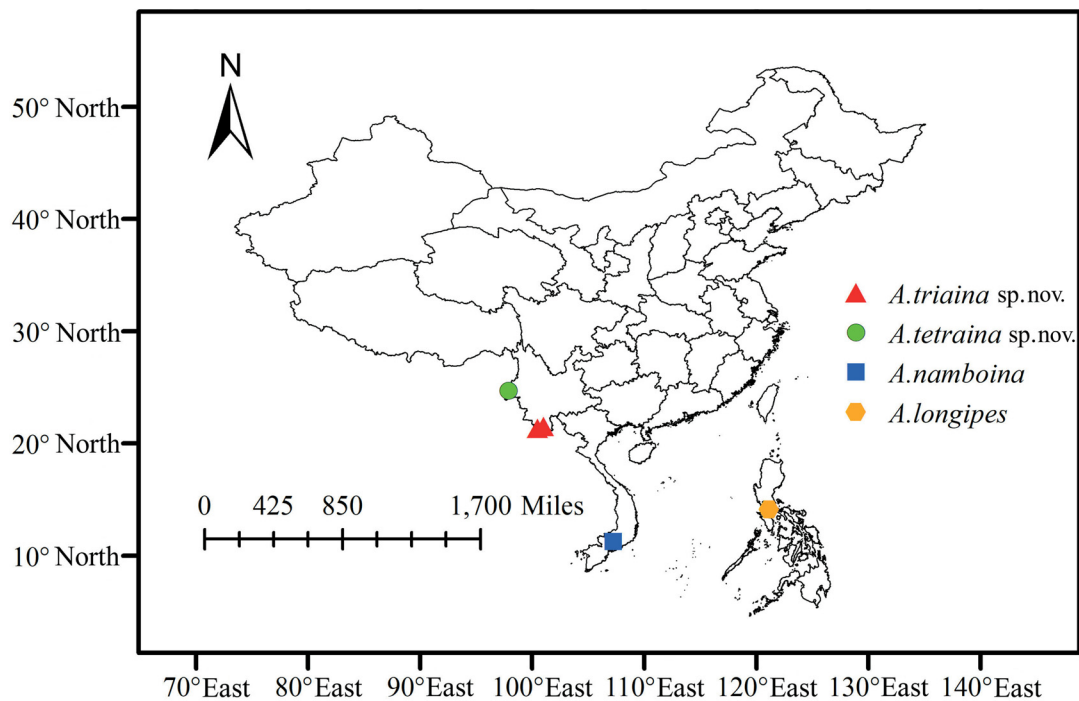 N
50° North
40° North
30° North
20° North
10° North
A.triaina sp.nov.
A.tetraina sp.nov.
A.namboina
A.longipes
0 425 850 1,700 Miles
70°East 80°East 90°East 100°East 110°East 120°East 130°East 140°East